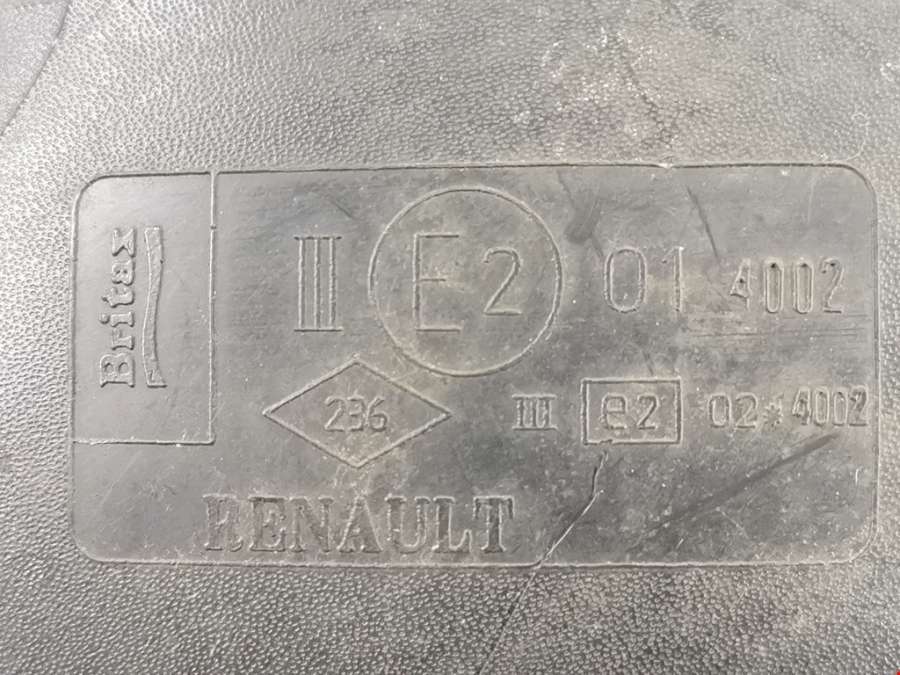 Britax
III E2 01 4002
236 III e2 02*4002
RENAULT